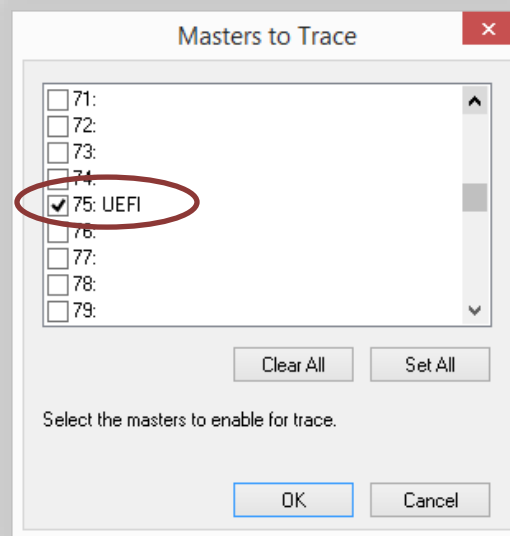 Masters to Trace
71:
72:
73:
74:
75: UEFI
76:
77:
78:
79:
Clear All
Set All
Select the masters to enable for trace.
OK
Cancel